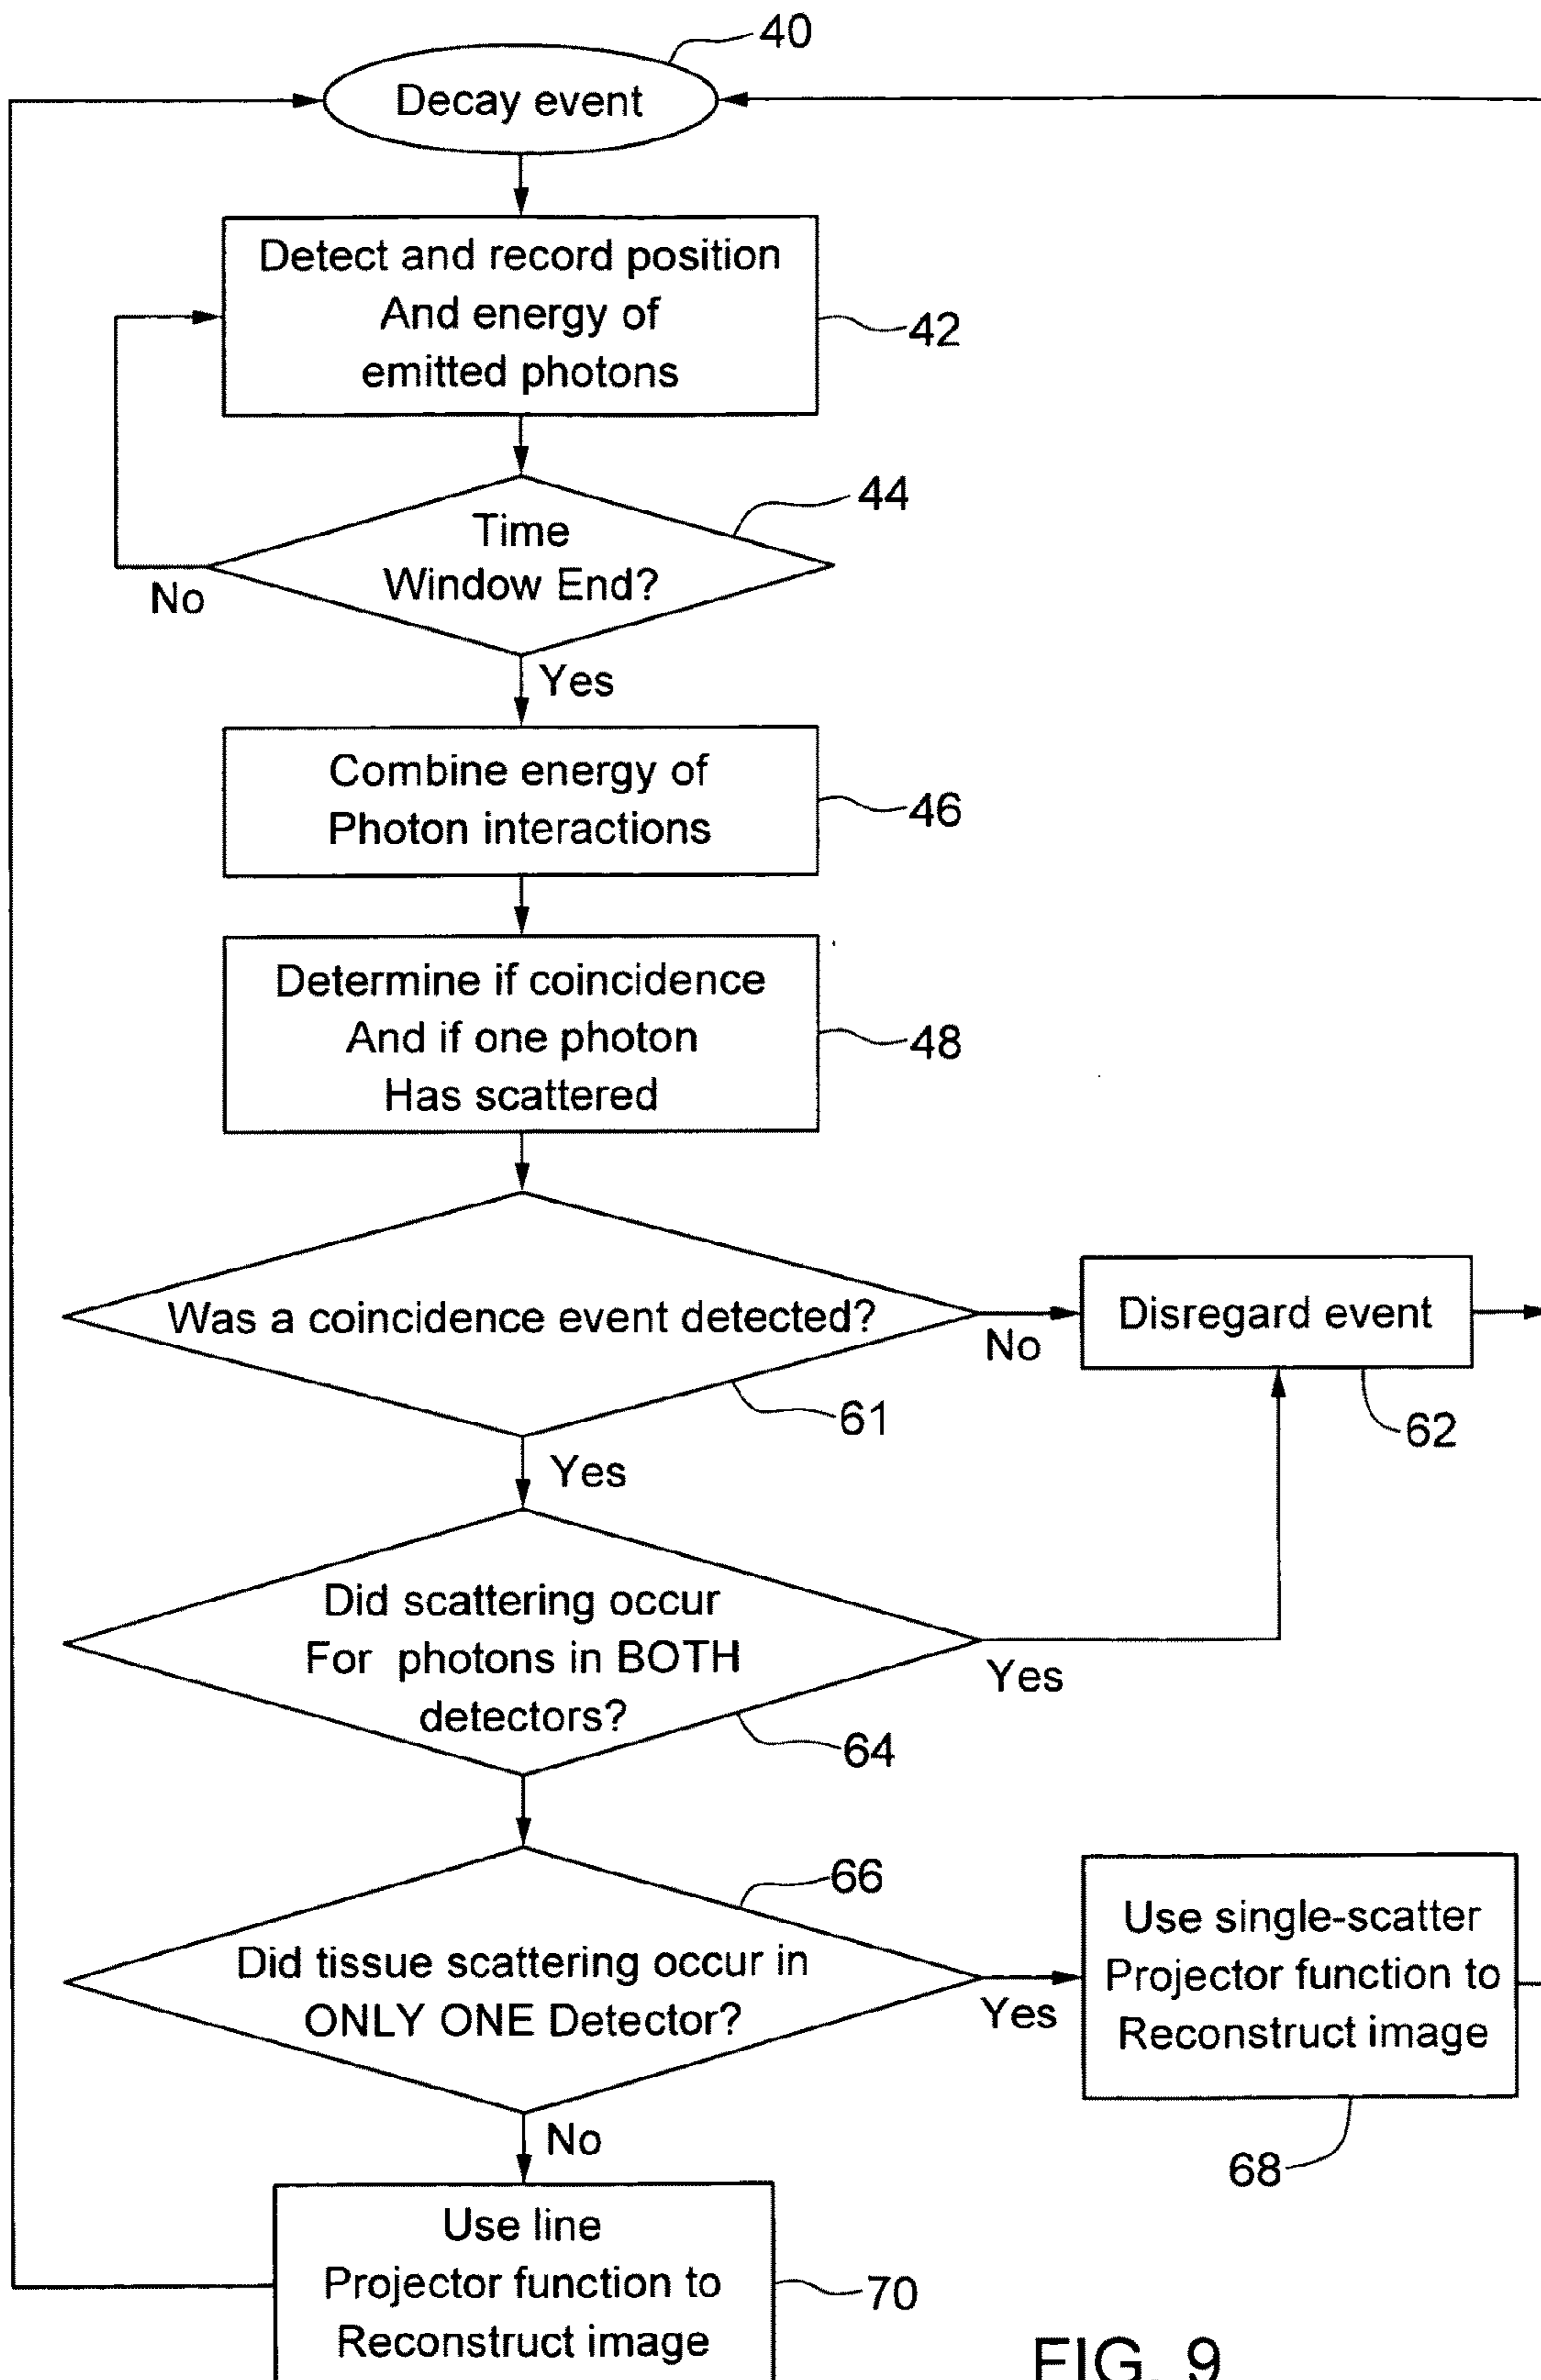 40
Decay event
Detect and record position
And energy of
emitted photons
42
44
Time
Window End?
No
Yes
Combine energy of
Photon interactions
46
Determine if coincidence
And if one photon
Has scattered
48
Was a coincidence event detected?
No
Disregard event
61
62
Yes
Did scattering occur
For photons in BOTH
detectors?
Yes
64
66
Did tissue scattering occur in
ONLY ONE Detector?
Yes
Use single-scatter
Projector function to
Reconstruct image
68
No
Use line
Projector function to
Reconstruct image
70
FIG. 9